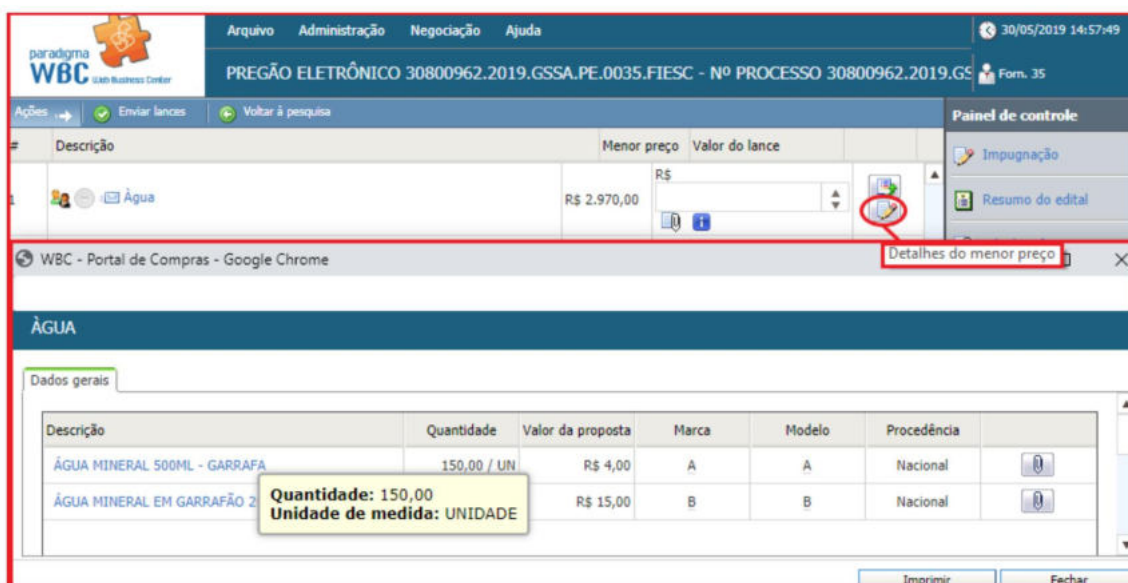 Arquivo Administração Negociação Ajuda
30/05/2019 14:57:49
paradigma
WBC Web Business Center
PREGÃO ELETRÔNICO 30800962.2019.GSSA.PE.0035.FIESC - Nº PROCESSO 30800962.2019.GS
Forn. 35
Ações Enviar lances Voltar à pesquisa
Painel de controle
# Descrição Menor preço Valor do lance
Impugnação
R$
1 Àgua R$ 2.970,00
Resumo do edital
Detalhes do menor preço
WBC - Portal de Compras - Google Chrome
ÀGUA
Dados gerais
Descrição Quantidade Valor da proposta Marca Modelo Procedência
ÁGUA MINERAL 500ML - GARRAFA 150,00 / UN R$ 4,00 A A Nacional
ÁGUA MINERAL EM GARRAFÃO 2 R$ 15,00 B B Nacional
Quantidade: 150,00
Unidade de medida: UNIDADE
Imprimir Fechar